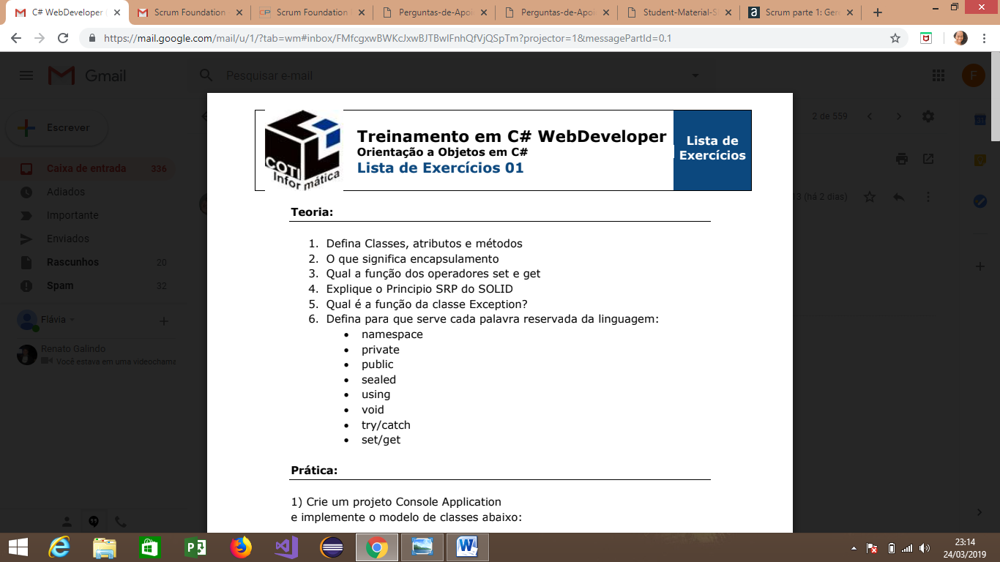 C# WebDeveloper (
Scrum Foundation
Scrum Foundation
Perguntas-de-Apoi
Perguntas-de-Apoi
Student-Material-S
Scrum parte 1: Ger
https://mail.google.com/mail/u/1/?tab=wm#inbox/FMfcgxwBWKcJxwBJTBwlFnhQfVjQSpTm?projector=1&messagePartId=0.1
Gmail
Pesquisar e-mail
F
Escrever
2 de 559
Caixa de entrada 336
Adiados
Importante
Enviados
Rascunhos 20
Spam 32
Flávia
Renato Galindo
Você estava em uma videochama
13 (há 2 dias)
COTI
Informática
Treinamento em C# WebDeveloper
Orientação a Objetos em C#
Lista de Exercícios 01
Lista de
Exercícios
Teoria:
1. Defina Classes, atributos e métodos
2. O que significa encapsulamento
3. Qual a função dos operadores set e get
4. Explique o Principio SRP do SOLID
5. Qual é a função da classe Exception?
6. Defina para que serve cada palavra reservada da linguagem:
• namespace
• private
• public
• sealed
• using
• void
• try/catch
• set/get
Prática:
1) Crie um projeto Console Application
e implemente o modelo de classes abaixo:
23:14
24/03/2019